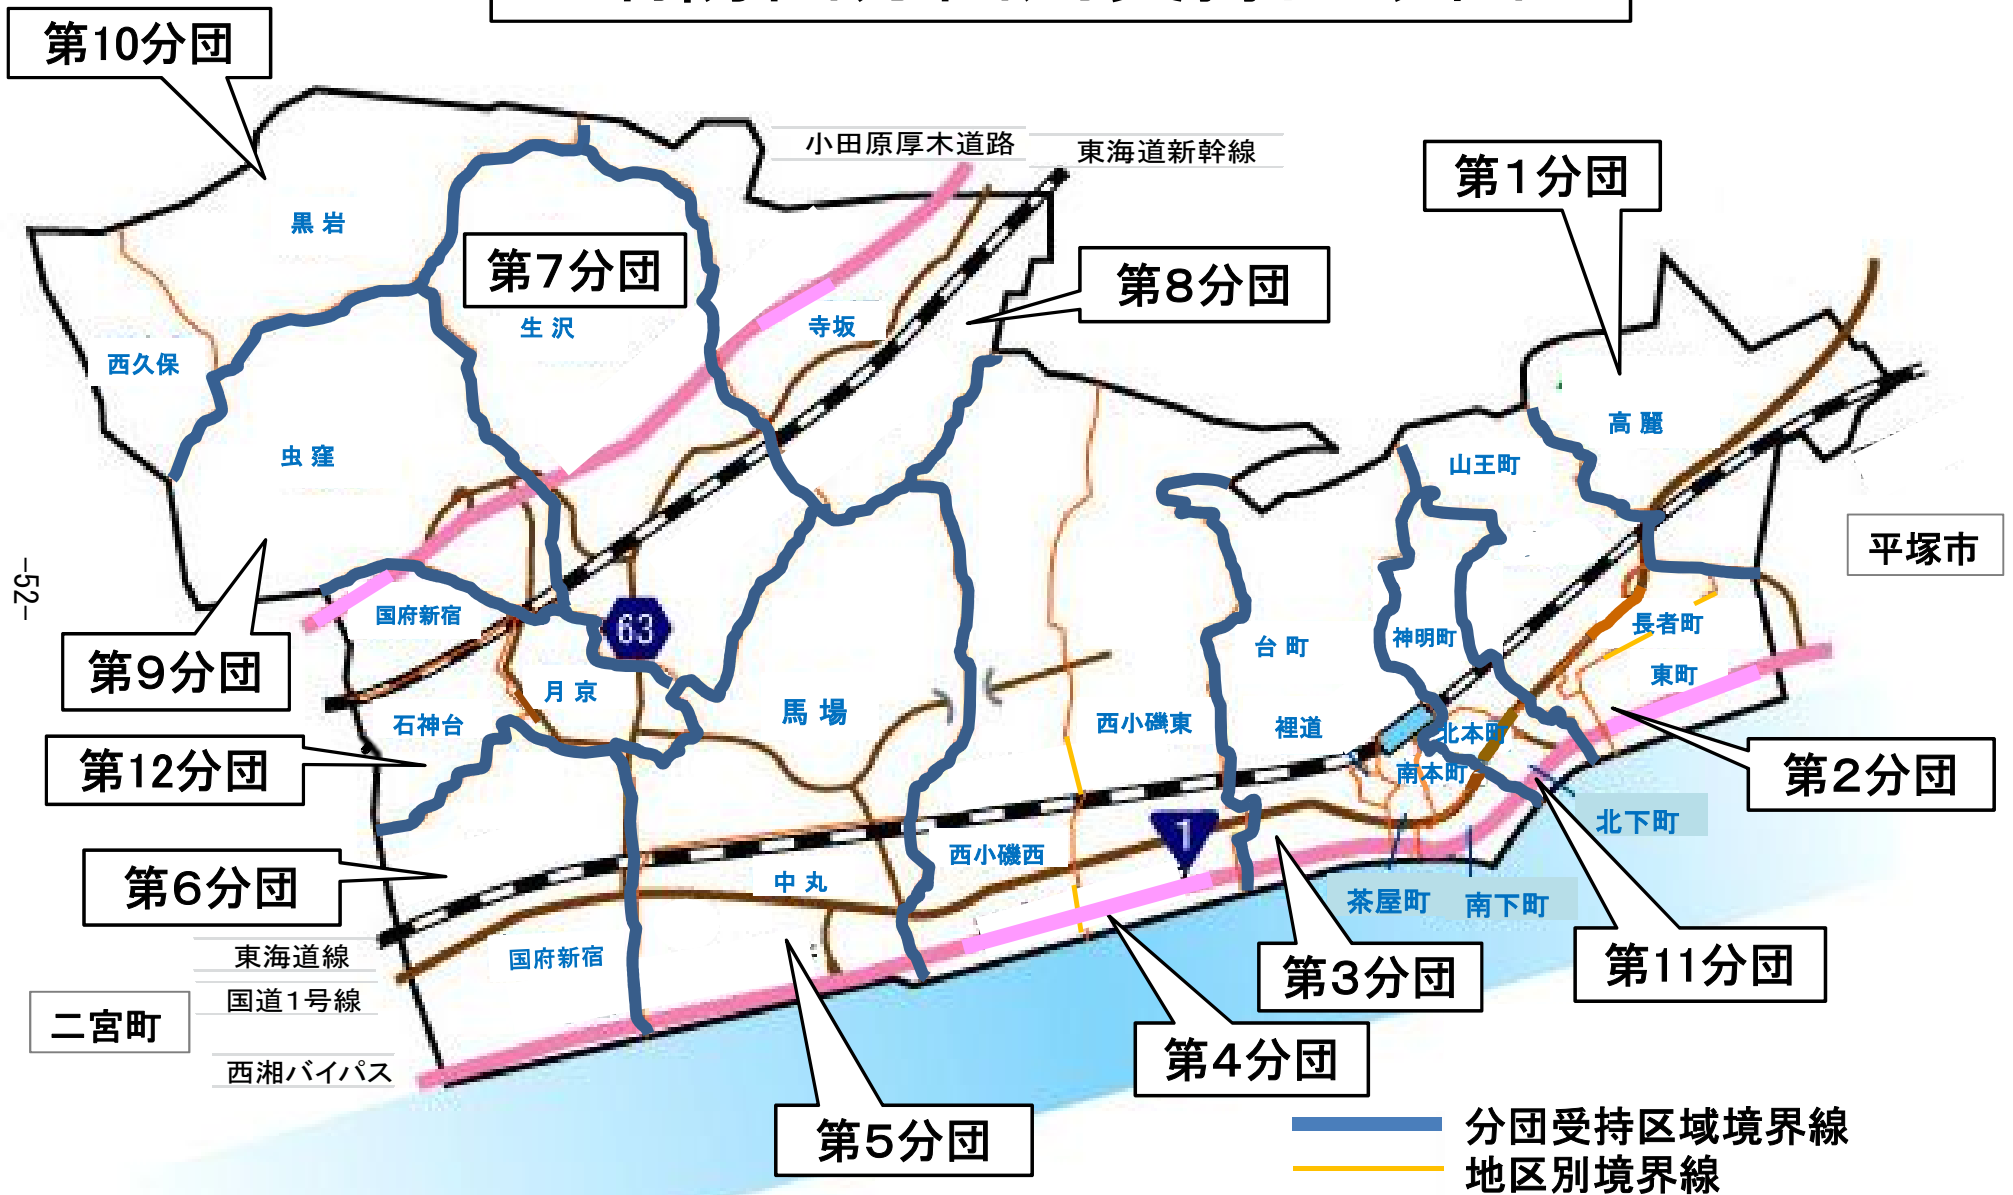 第10分団
小田原厚木道路
東海道新幹線
第1分団
黒岩
第7分団
第8分団
生沢
寺坂
西久保
高麗
虫窪
山王町
平塚市
-52-
国府新宿
63
長者町
神明町
台町
第9分団
月京
東町
石神台
馬場
西小磯東
裡道
北本町
第12分団
南本町
第2分団
北下町
1
西小磯西
第6分団
中丸
茶屋町
南下町
東海道線
国府新宿
第3分団
第11分団
国道1号線
二宮町
第4分団
西湘バイパス
第5分団
分団受持区域境界線
地区別境界線